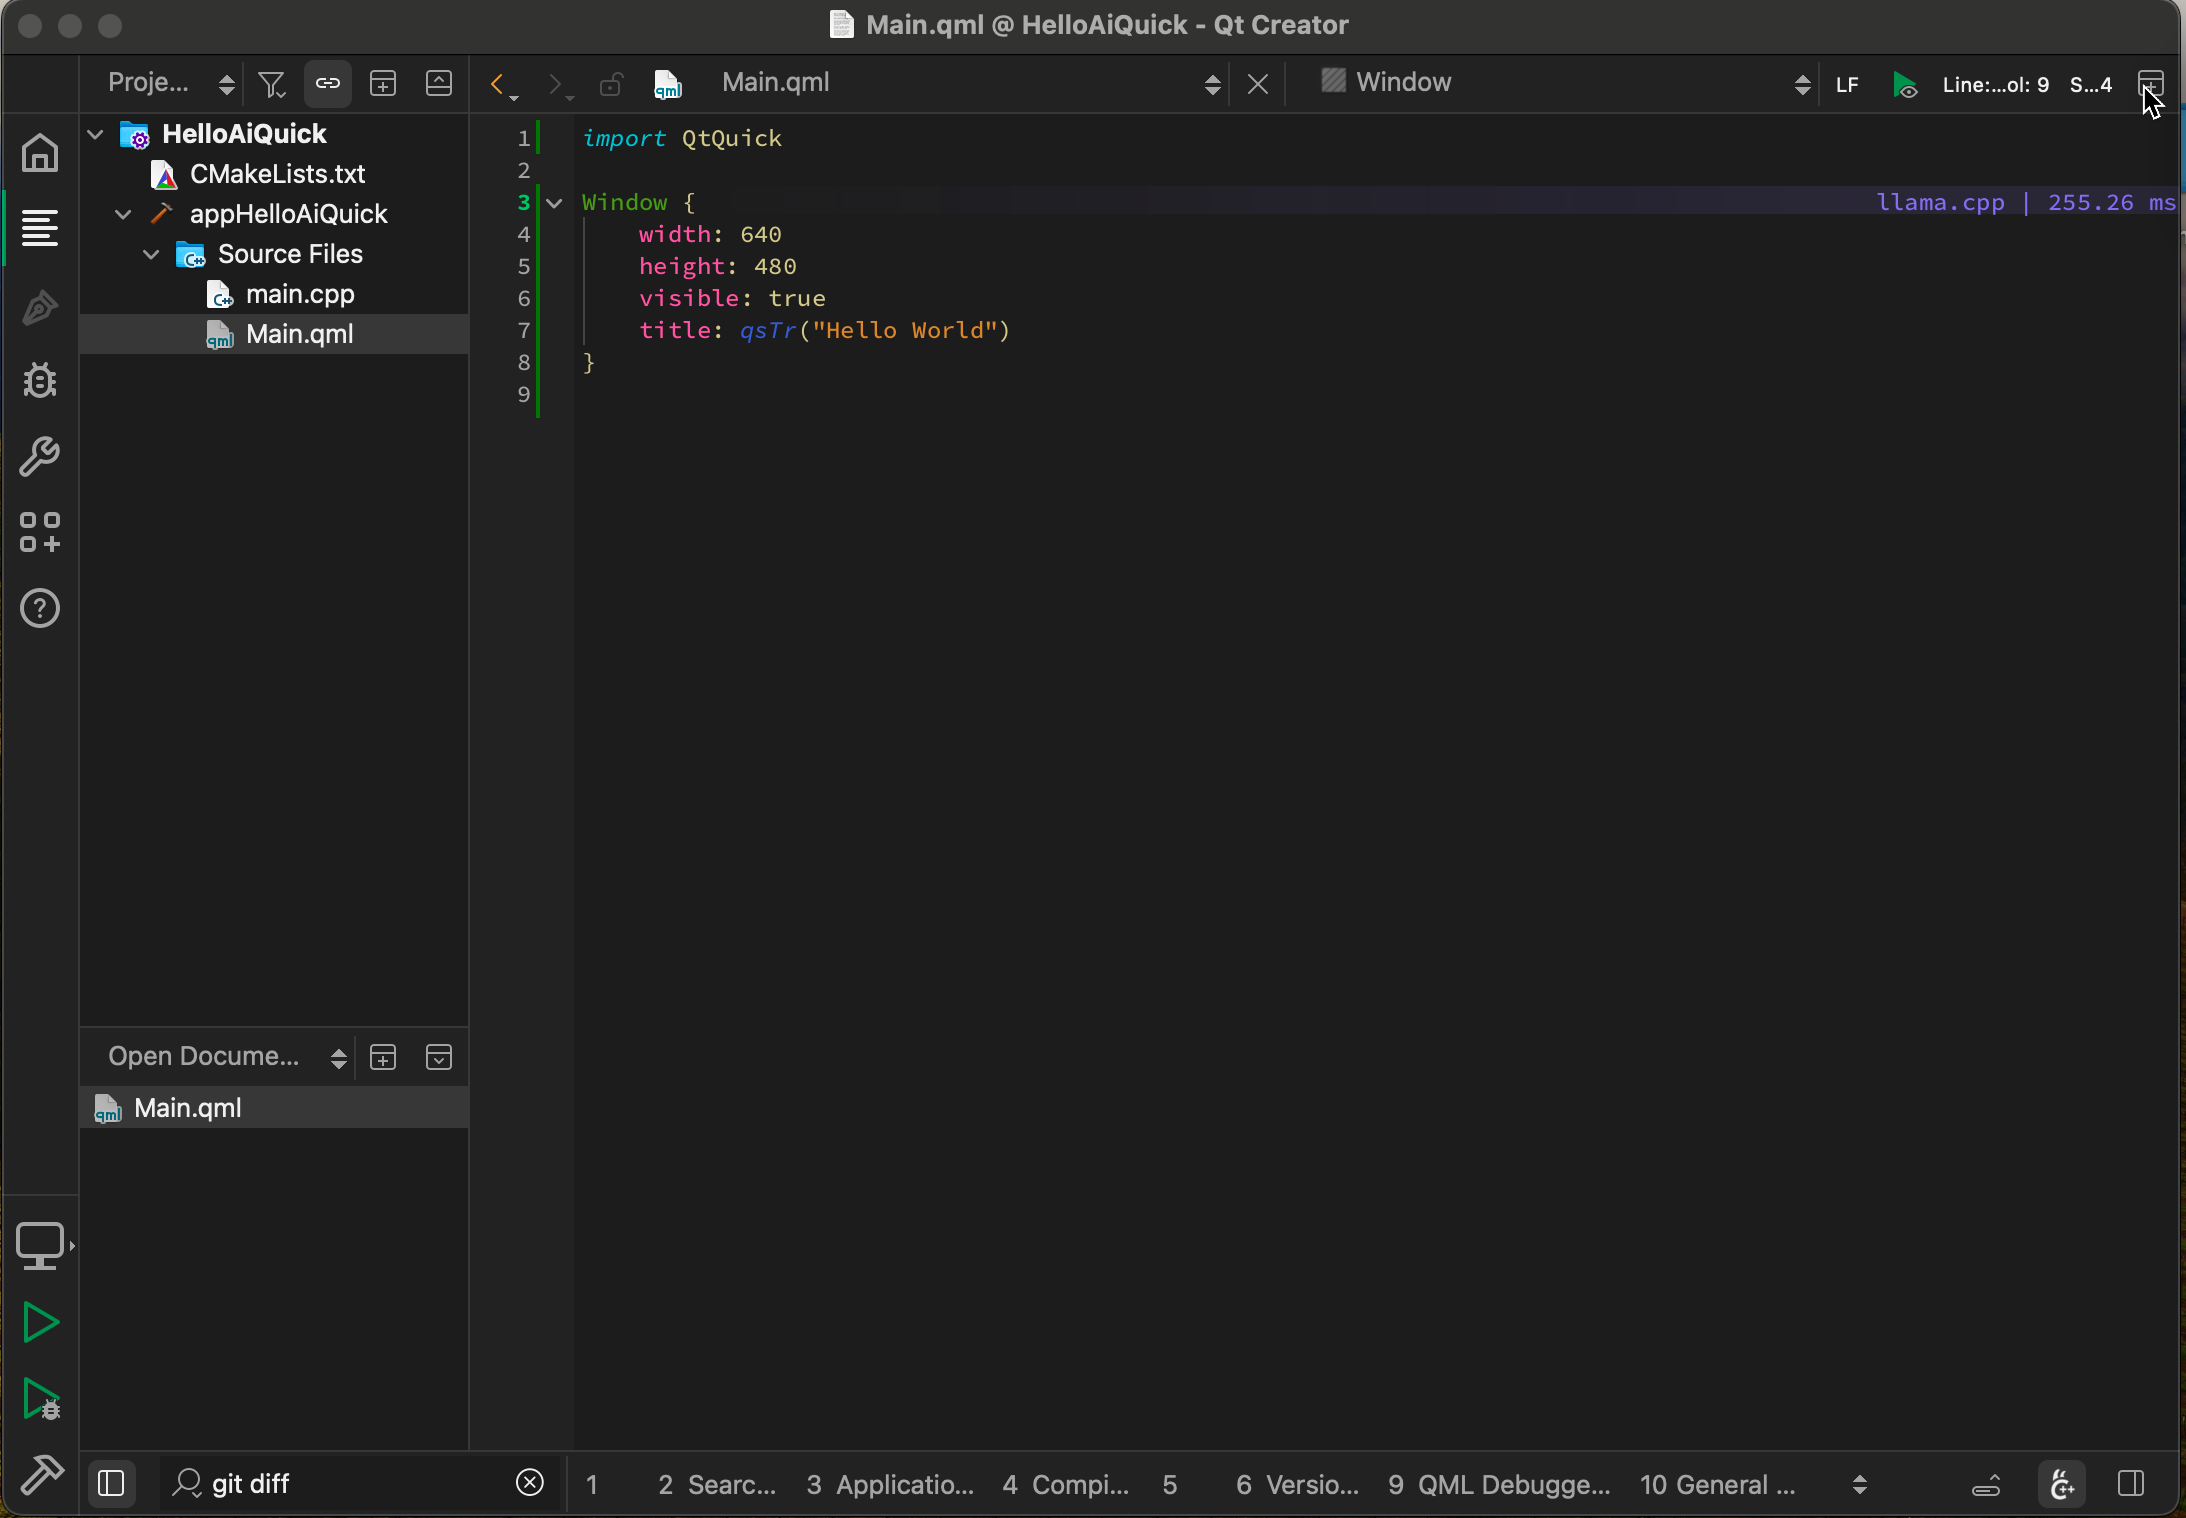 Main.qml @ HelloAiQuick - Qt Creator
Proje...
Main.qml
Window
LF
Line:...ol: 9
S...4
HelloAiQuick
CMakeLists.txt
appHelloAiQuick
Source Files
main.cpp
Main.qml
1 import QtQuick
2
3 Window { llama.cpp | 255.26 ms
4 width: 640
5 height: 480
6 visible: true
7 title: qsTr("Hello World")
8 }
9
Open Docume...
Main.qml
git diff
1 2 Searc... 3 Applicatio... 4 Compi... 5 6 Versio... 9 QML Debugge... 10 General ...